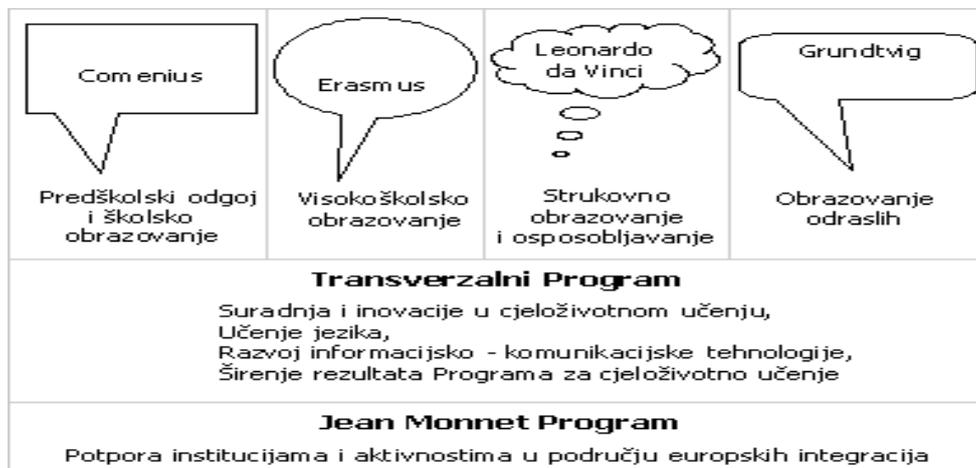 Comenius
Erasmus
Leonardo
da Vinci
Grundtvig
Predškolski odgoj
i školsko
obrazovanje
Visokoškolsko
obrazovanje
Strukovno
obrazovanje
i osposobljavanje
Obrazovanje
odraslih
Transverzalni Program
Suradnja i inovacije u cjeloživotnom učenju,
Učenje jezika,
Razvoj informacijsko - komunikacijske tehnologije,
Širenje rezultata Programa za cjeloživotno učenje
Jean Monnet Program
Potpora institucijama i aktivnostima u području europskih integracija